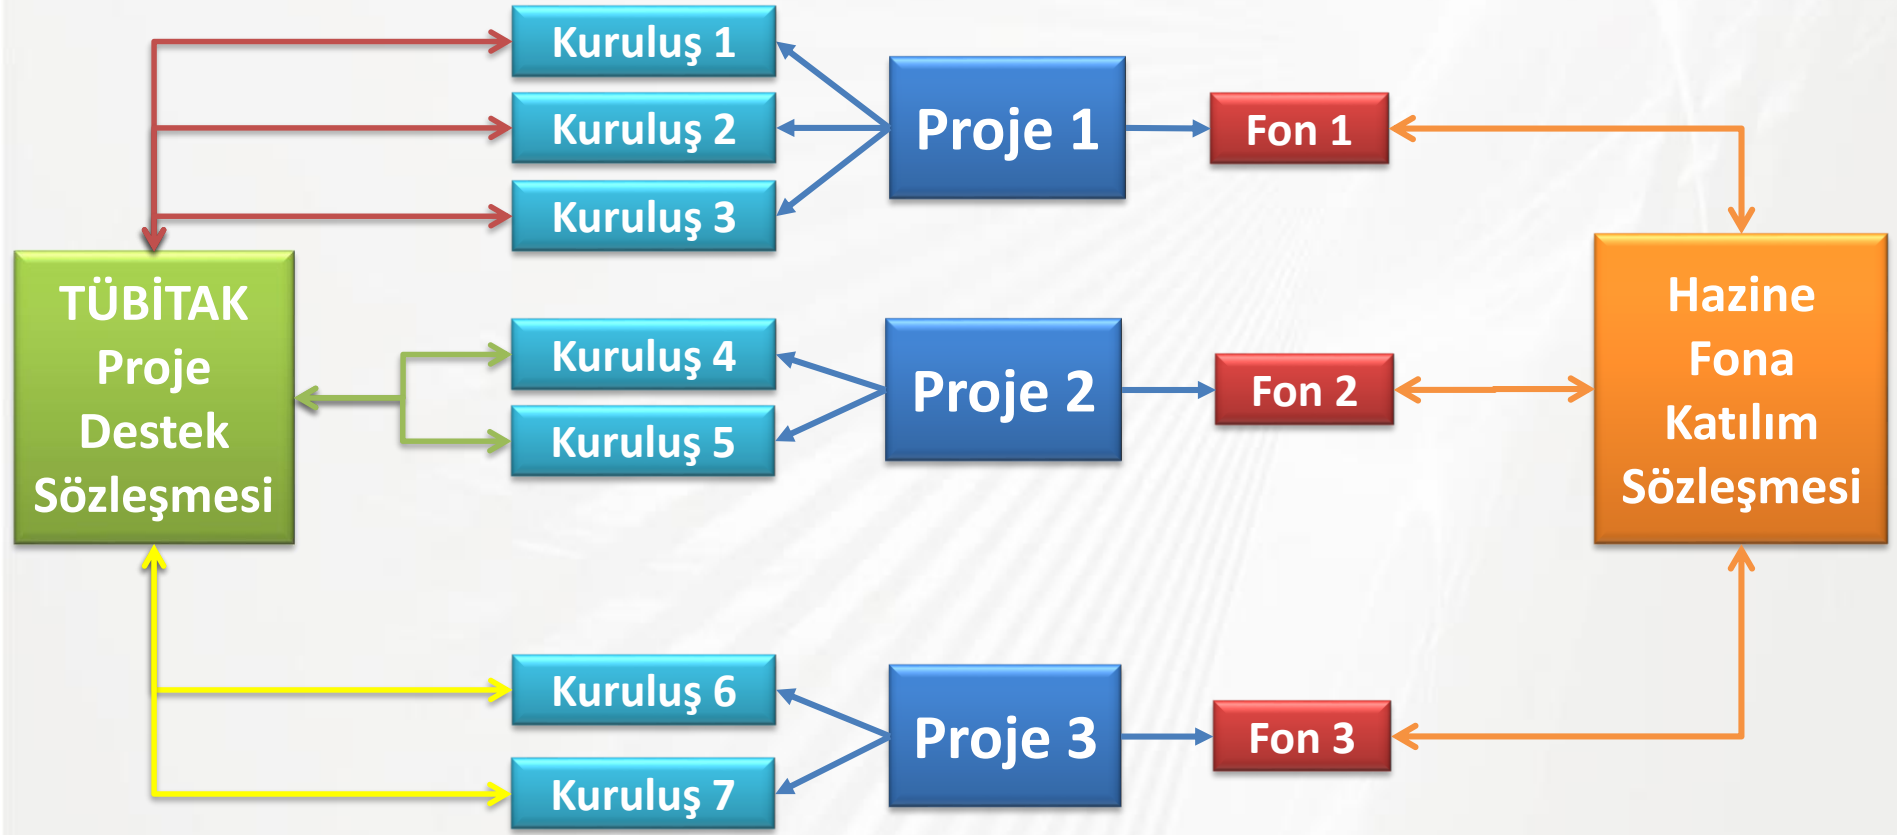 Kuruluş 1
Kuruluş 2
Kuruluş 3
Proje 1
Fon 1
TÜBİTAK
Proje
Destek
Sözleşmesi
Kuruluş 4
Kuruluş 5
Proje 2
Fon 2
Hazine
Fona
Katılım
Sözleşmesi
Kuruluş 6
Kuruluş 7
Proje 3
Fon 3